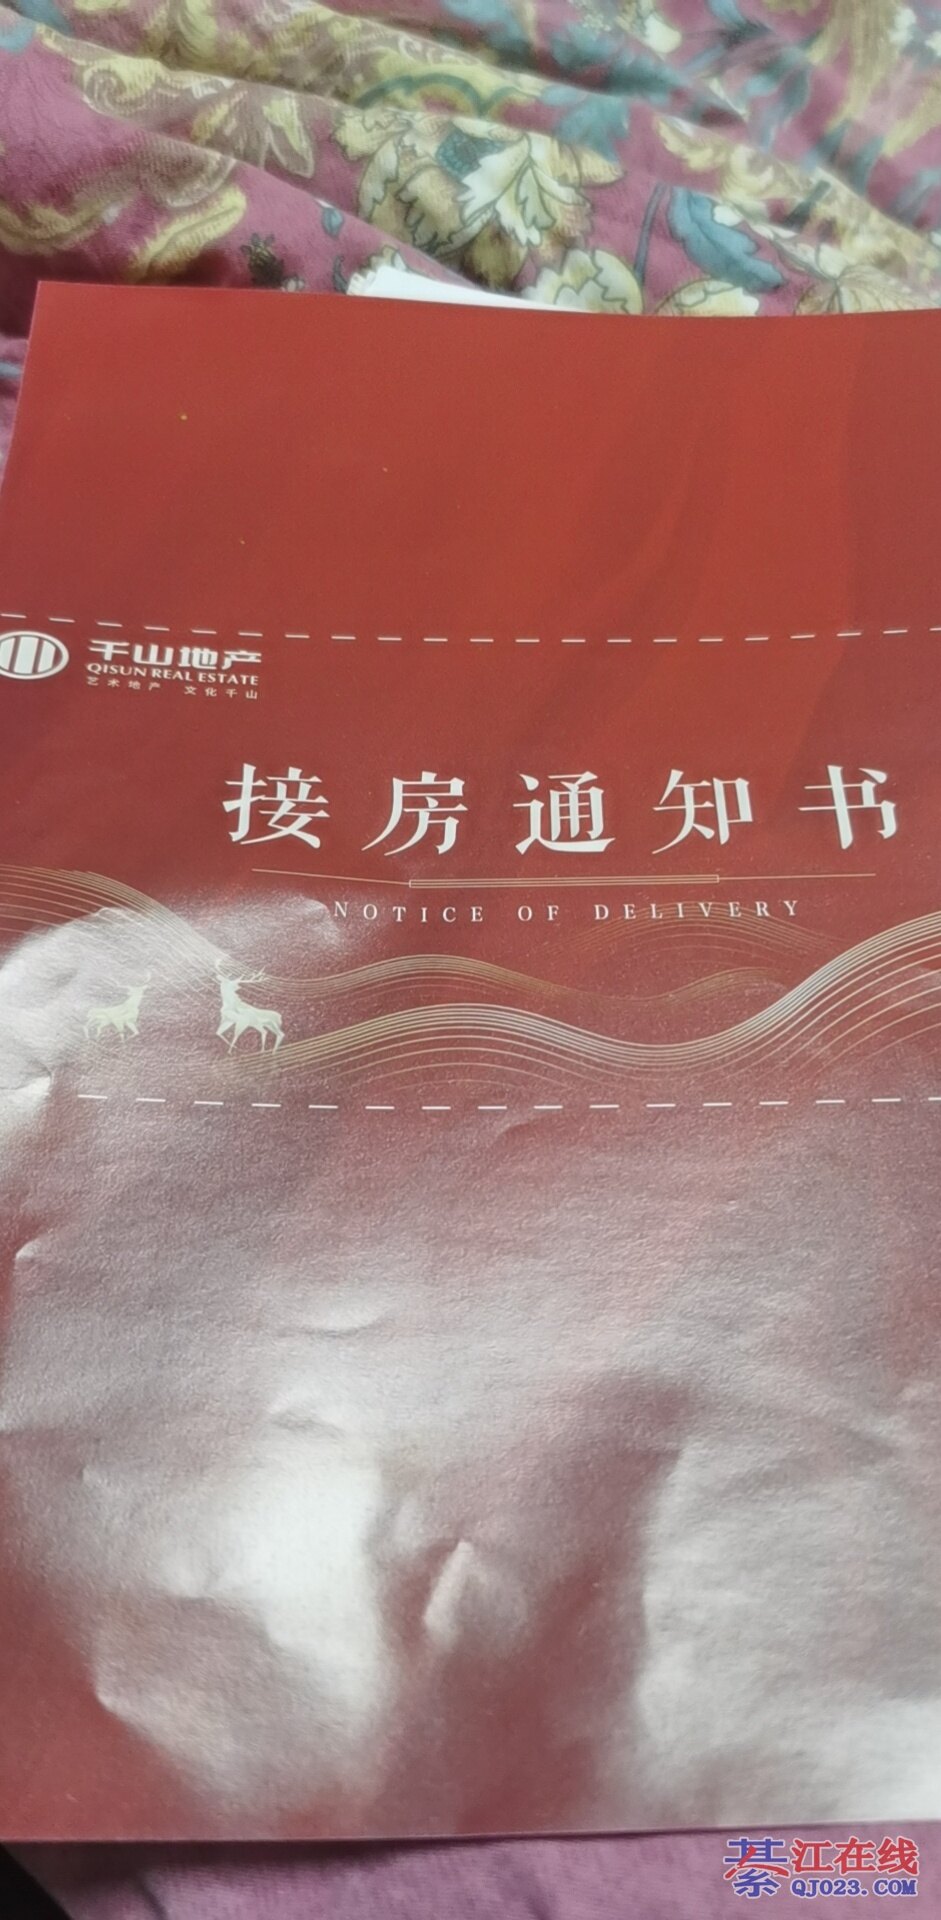 千山地产
QISUN REAL ESTATE
艺术地产 文化千山
接房通知书
NOTICE OF DELIVERY
綦江在线
QJ023.COM